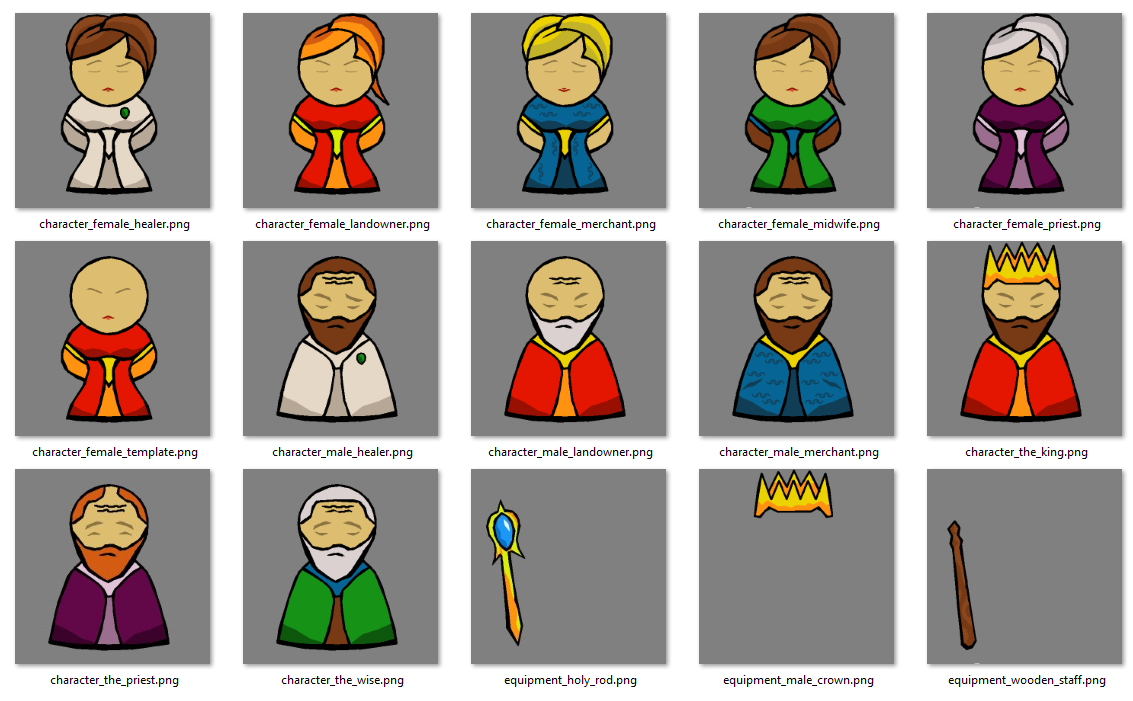 character_female_healer.png
character_female_landowner.png
character_female_merchant.png
character_female_midwife.png
character_female_priest.png
character_female_template.png
character_male_healer.png
character_male_landowner.png
character_male_merchant.png
character_the_king.png
character_the_priest.png
character_the_wise.png
equipment_holy_rod.png
equipment_male_crown.png
equipment_wooden_staff.png